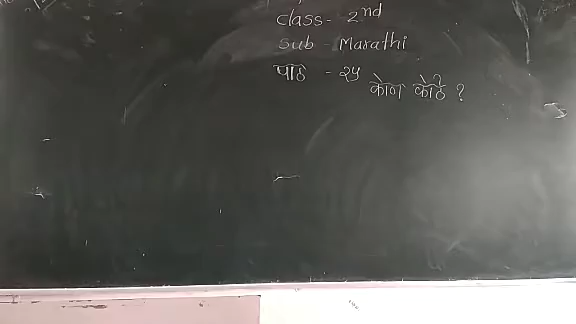 Class- 2nd
Sub - Marathi
पाठ - २५
कोण कोठे ?